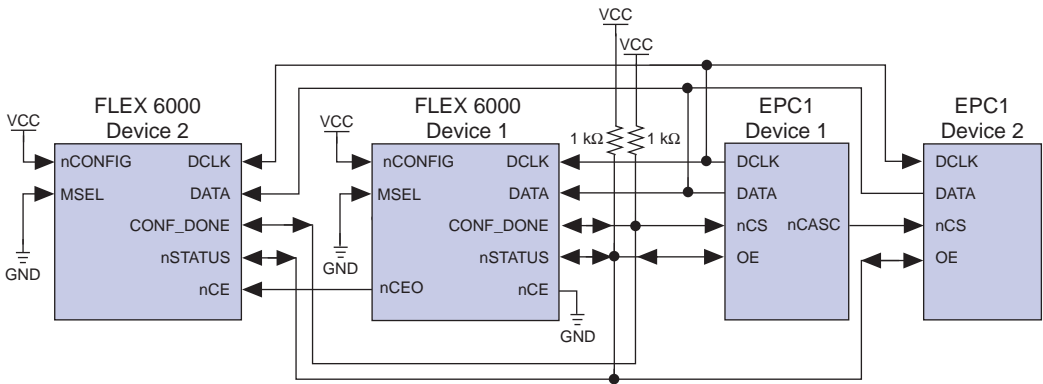 VCC
VCC
FLEX 6000
Device 2
FLEX 6000
Device 1
EPC1
Device 1
EPC1
Device 2
VCC
VCC
1 kΩ
1 kΩ
nCONFIG
DCLK
MSEL
DATA
CONF_DONE
nSTATUS
nCE
GND
nCONFIG
DCLK
MSEL
DATA
CONF_DONE
nSTATUS
nCEO
nCE
GND
GND
DCLK
DATA
nCS
nCASC
OE
DCLK
DATA
nCS
OE